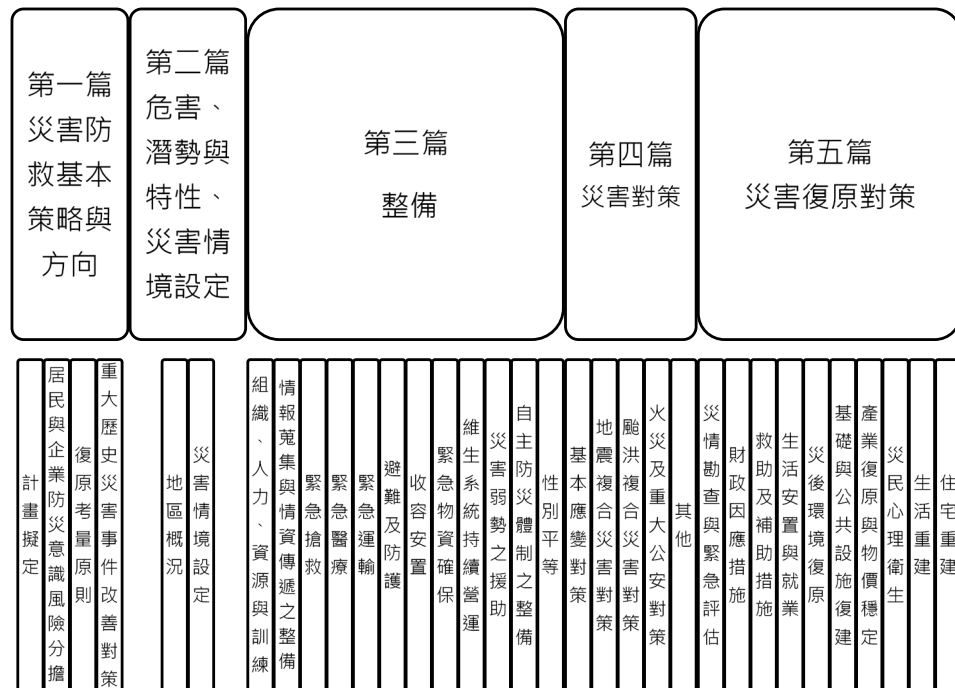 第一篇
災害防
救基本
策略與
方向
第二篇
危害、
潛勢與
特性、
災害情
境設定
第三篇
整備
第四篇
災害對策
第五篇
災害復原對策
計畫擬定
居民與企業防災意識風險分擔
復原考量原則
重大歷史災害事件改善對策
地區概況
災害情境設定
組織、人力、資源與訓練
情報蒐集與情資傳遞之整備
緊急搶救
緊急醫療
緊急運輸
避難及防護
收容安置
緊急物資確保
維生系統持續營運
災害弱勢之援助
自主防災體制之整備
性別平等
基本應變對策
地震複合災害對策
颱洪複合災害對策
火災及重大公安對策
其他
災情勘查與緊急評估
財政因應措施
救助及補助措施
生活安置與就業
災後環境復原
基礎與公共設施復建
產業復原與物價穩定
災民心理衛生
生活重建
住宅重建